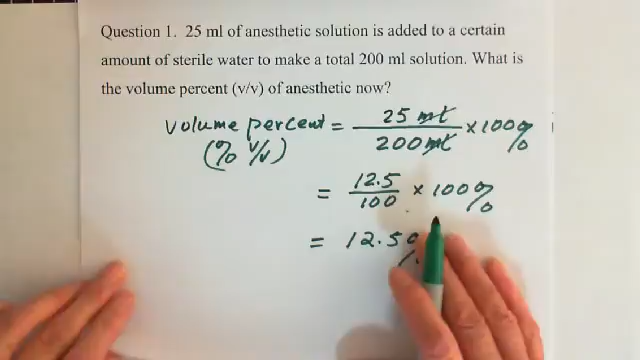 Question 1. 25 ml of anesthetic solution is added to a certain
amount of sterile water to make a total 200 ml solution. What is
the volume percent (v/v) of anesthetic now?
volume percent = 25 ml / 200 ml × 100%
(% v/v)
= 12.5 / 100 × 100%
= 12.5%